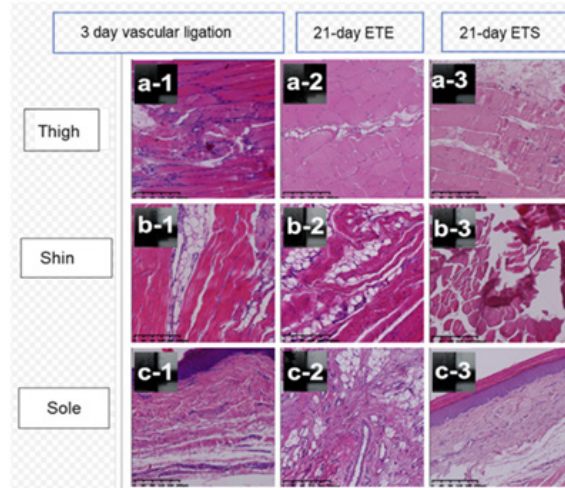 3 day vascular ligation
21-day ETE
21-day ETS
Thigh
a-1
a-2
a-3
Shin
b-1
b-2
b-3
Sole
c-1
c-2
c-3